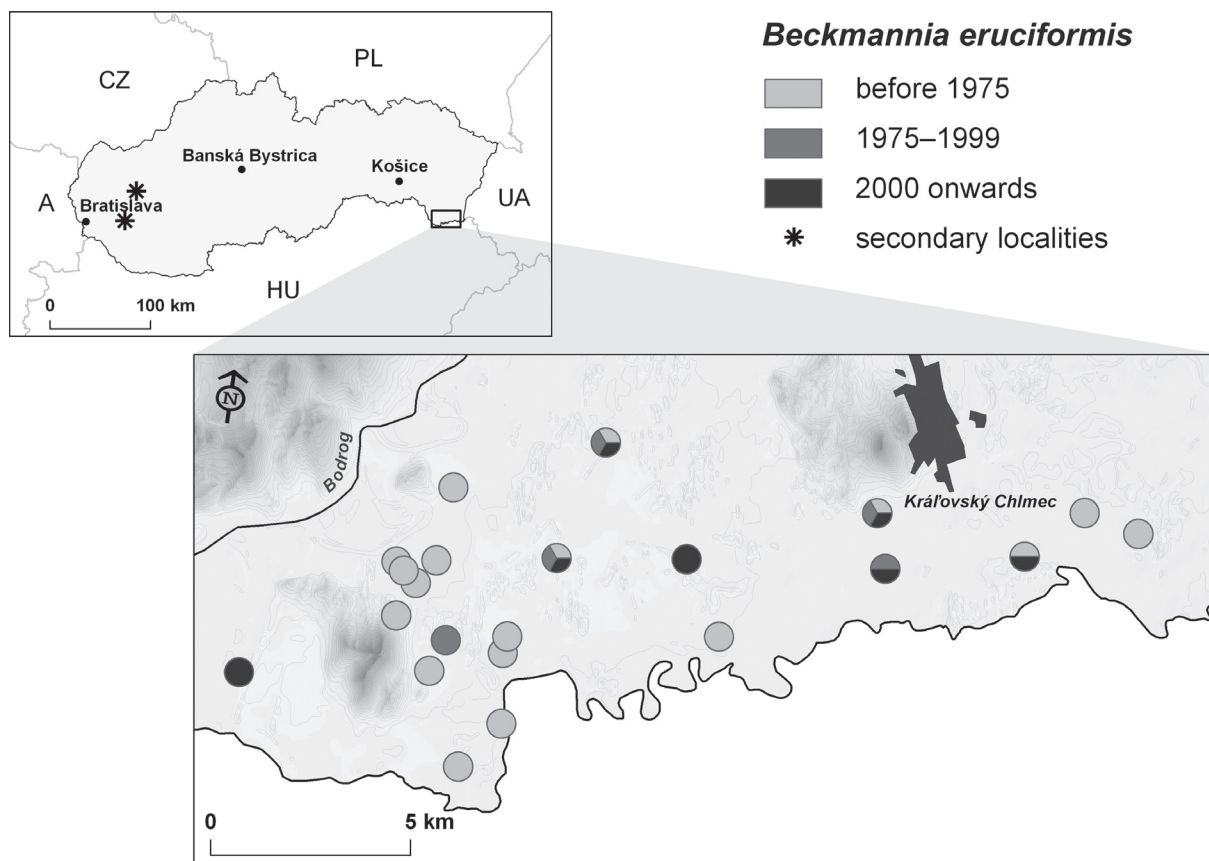 CZ
PL
Banská Bystrica
Košice
A
Bratislava
UA
HU
0 100 km
Beckmannia eruciformis
before 1975
1975–1999
2000 onwards
secondary localities
N
Bodrog
Kráľovský Chlmec
0 5 km